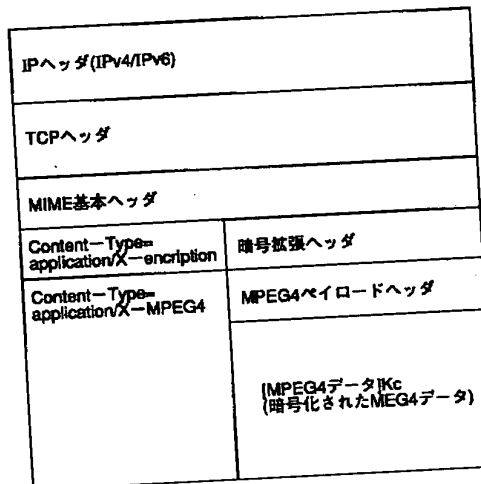 IPヘッダ(IPv4/IPv6)
TCPヘッダ
MIME基本ヘッダ
Content－Type=
application/X－encription
暗号拡張ヘッダ
Content－Type=
application/X－MPEG4
MPEG4ペイロードヘッダ
[MPEG4データ]Kc
(暗号化されたMEG4データ)